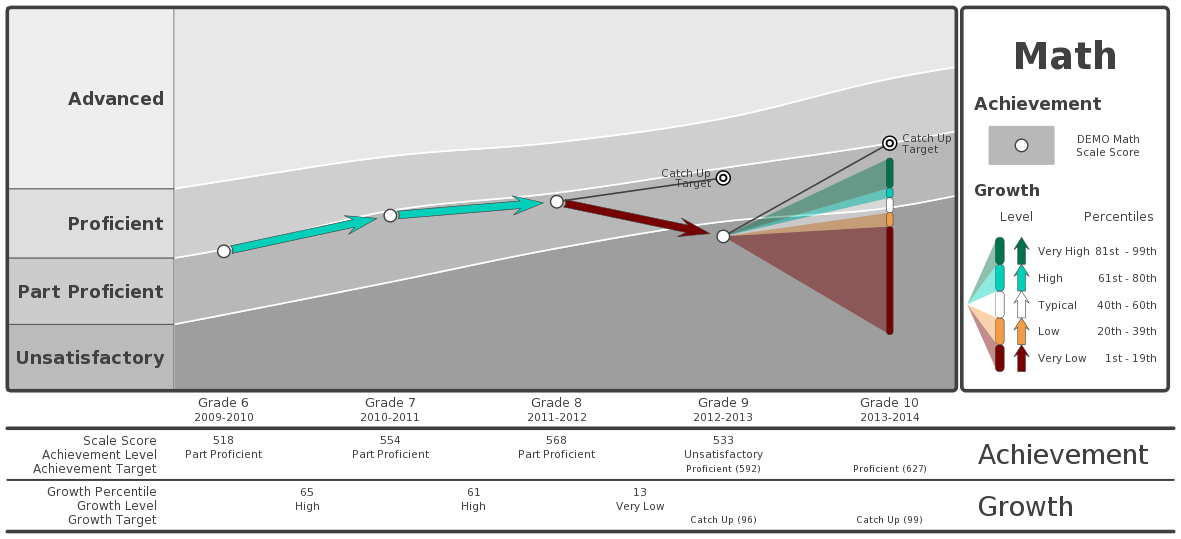 Advanced
Proficient
Part Proficient
Unsatisfactory
Catch Up
Target
Catch Up
Target
Math
Achievement
DEMO Math
Scale Score
Growth
Level Percentiles
Very High 81st - 99th
High 61st - 80th
Typical 40th - 60th
Low 20th - 39th
Very Low 1st - 19th
Grade 6 Grade 7 Grade 8 Grade 9 Grade 10
2009-2010 2010-2011 2011-2012 2012-2013 2013-2014
Scale Score 518 554 568 533
Achievement Level Part Proficient Part Proficient Part Proficient Unsatisfactory
Achievement Target Proficient (592) Proficient (627)
Achievement
Growth Percentile 65 61 13
Growth Level High High Very Low
Growth Target Catch Up (96) Catch Up (99)
Growth